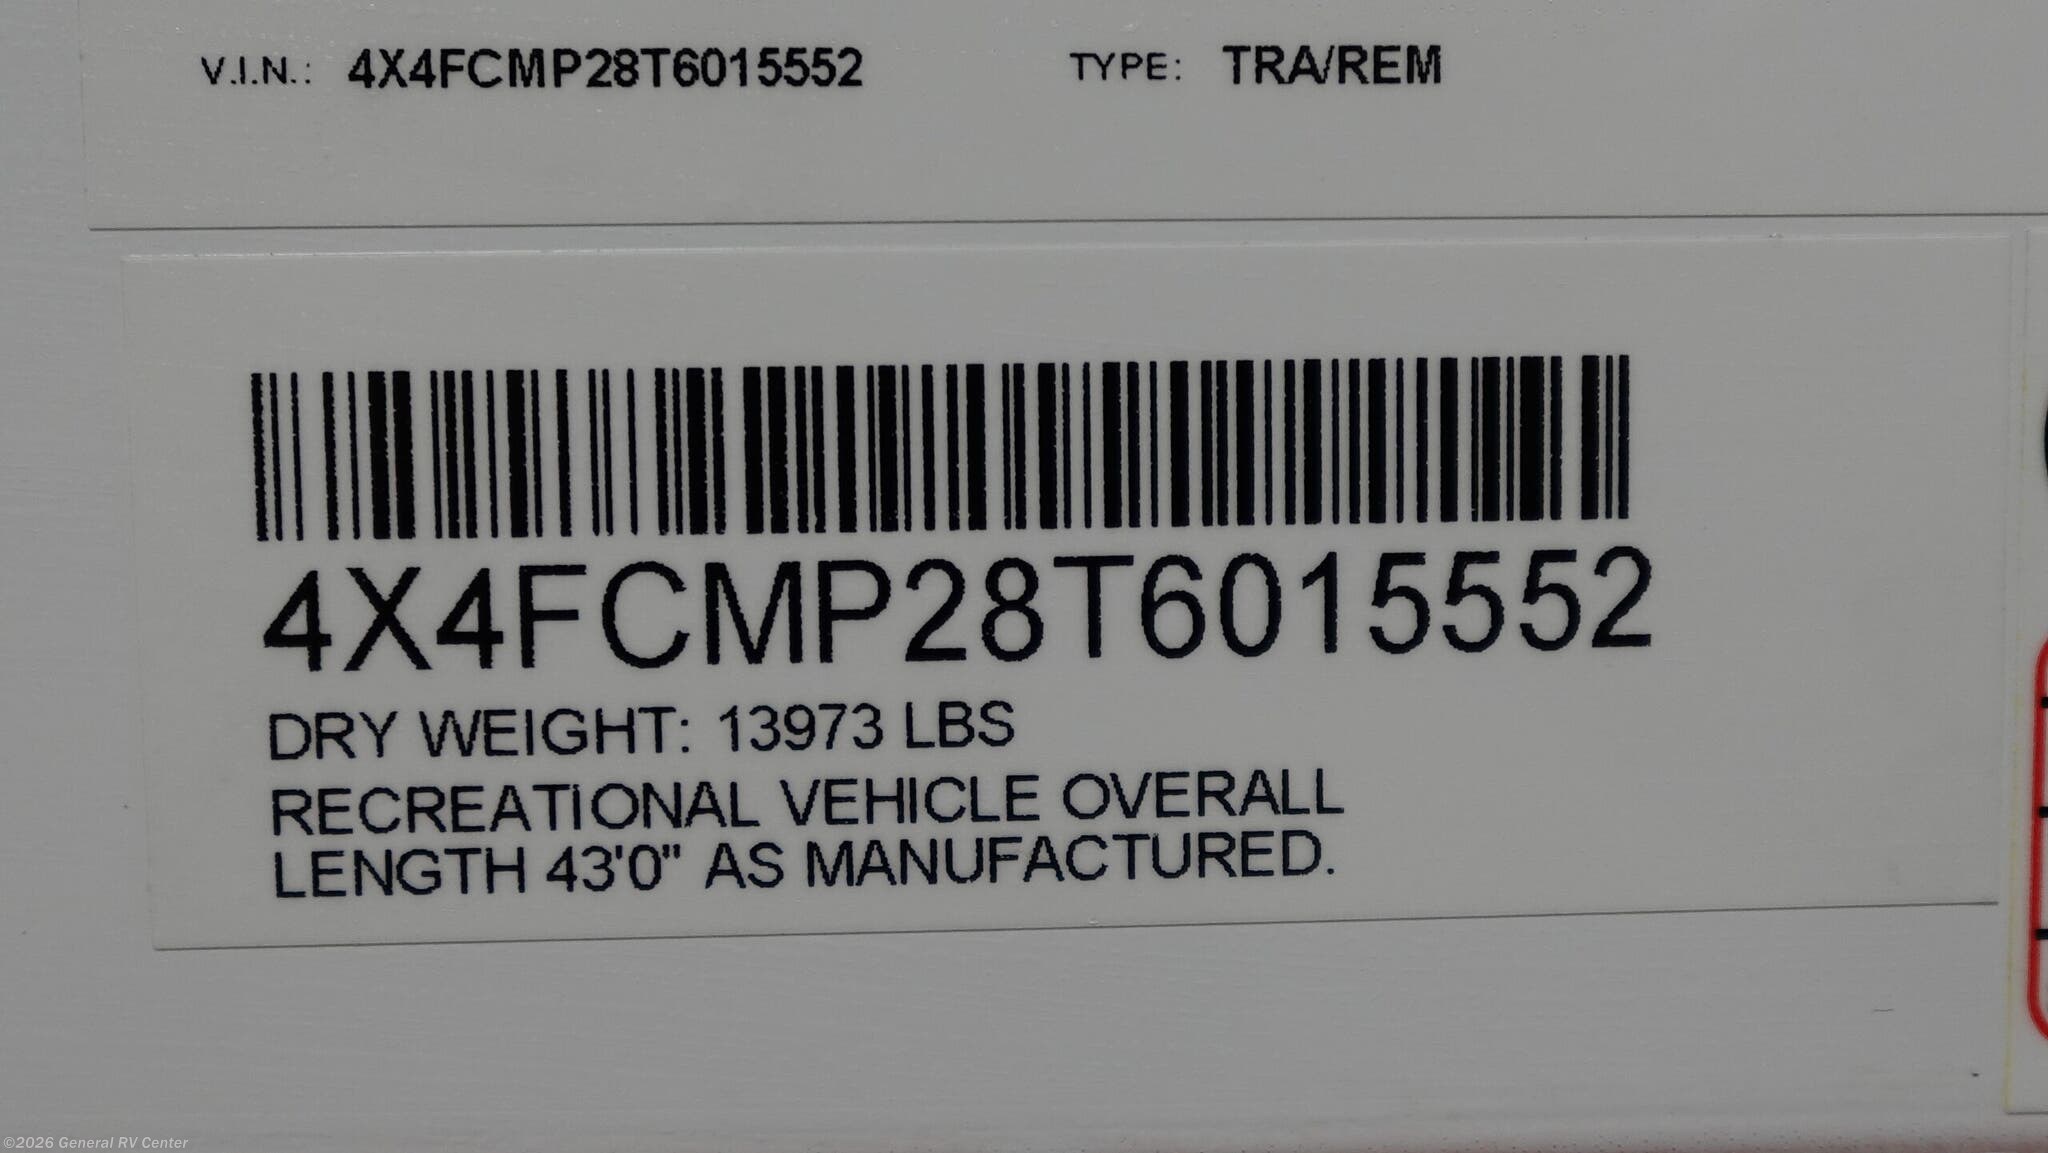 V.I.N.: 4X4FCMP28T6015552 TYPE: TRA/REM
4X4FCMP28T6015552
DRY WEIGHT: 13973 LBS
RECREATIONAL VEHICLE OVERALL
LENGTH 43'0" AS MANUFACTURED.
©2026 General RV Center